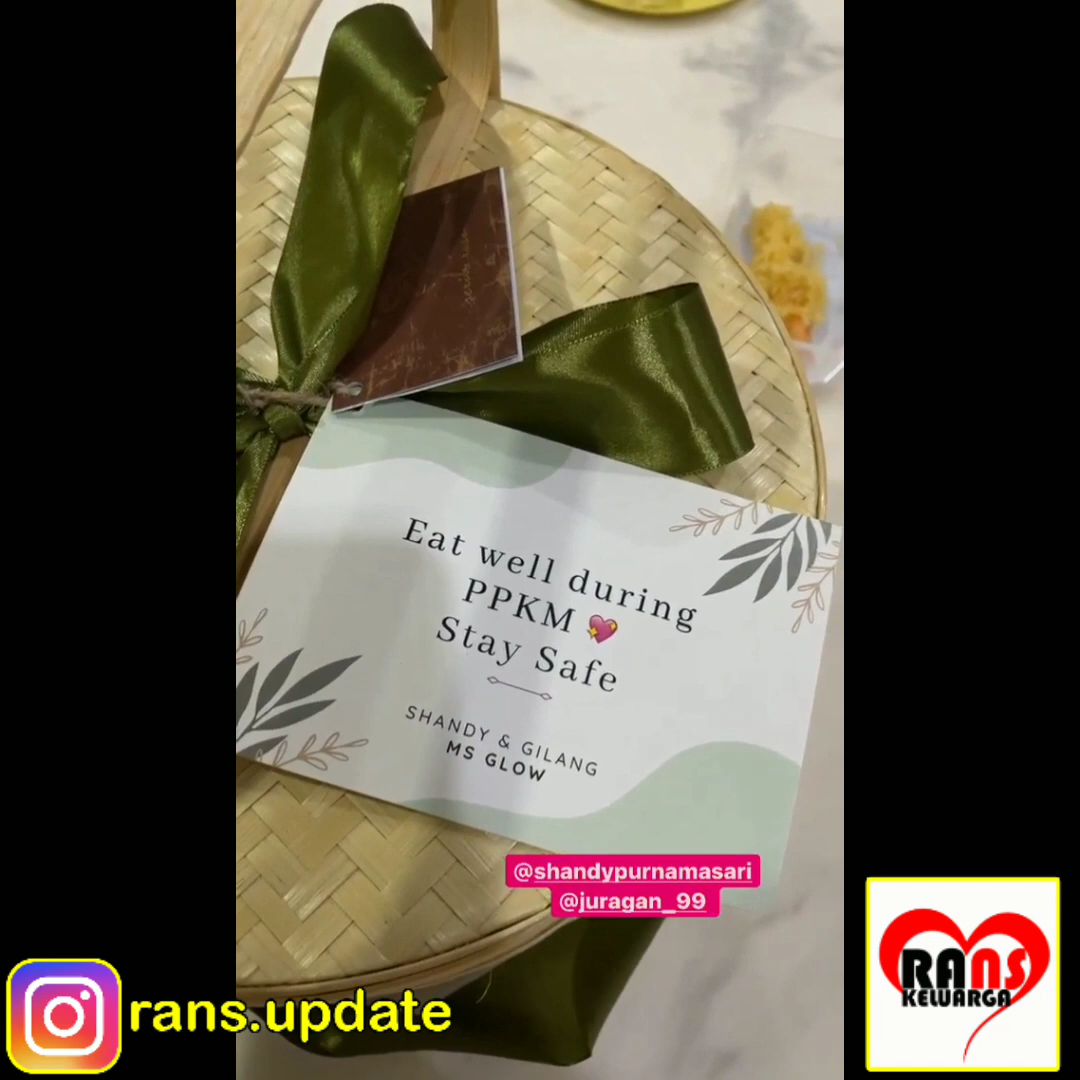 Eat well during
PPKM 💖
Stay Safe
SHANDY & GILANG
MS GLOW
@shandypurnamasari
@juragan_99
rans.update
RANS
KELUARGA